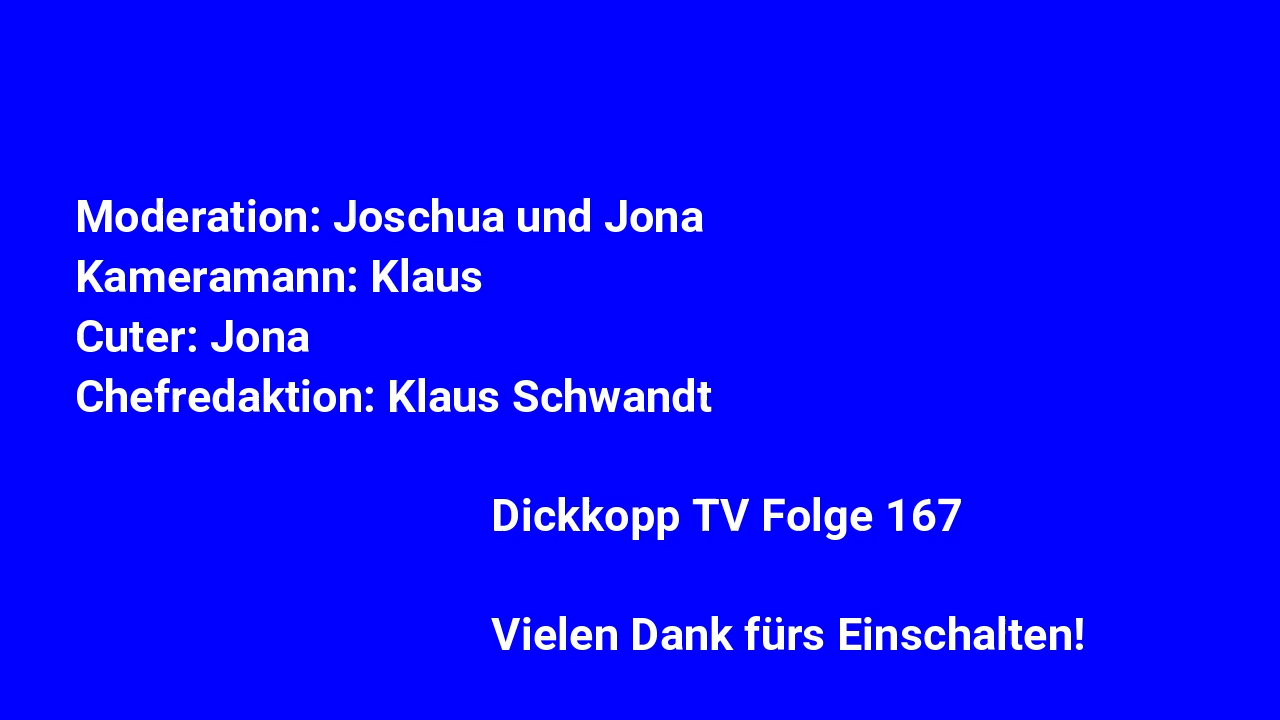 Moderation: Joschua und Jona
Kameramann: Klaus
Cuter: Jona
Chefredaktion: Klaus Schwandt
Dickkopp TV Folge 167
Vielen Dank fürs Einschalten!